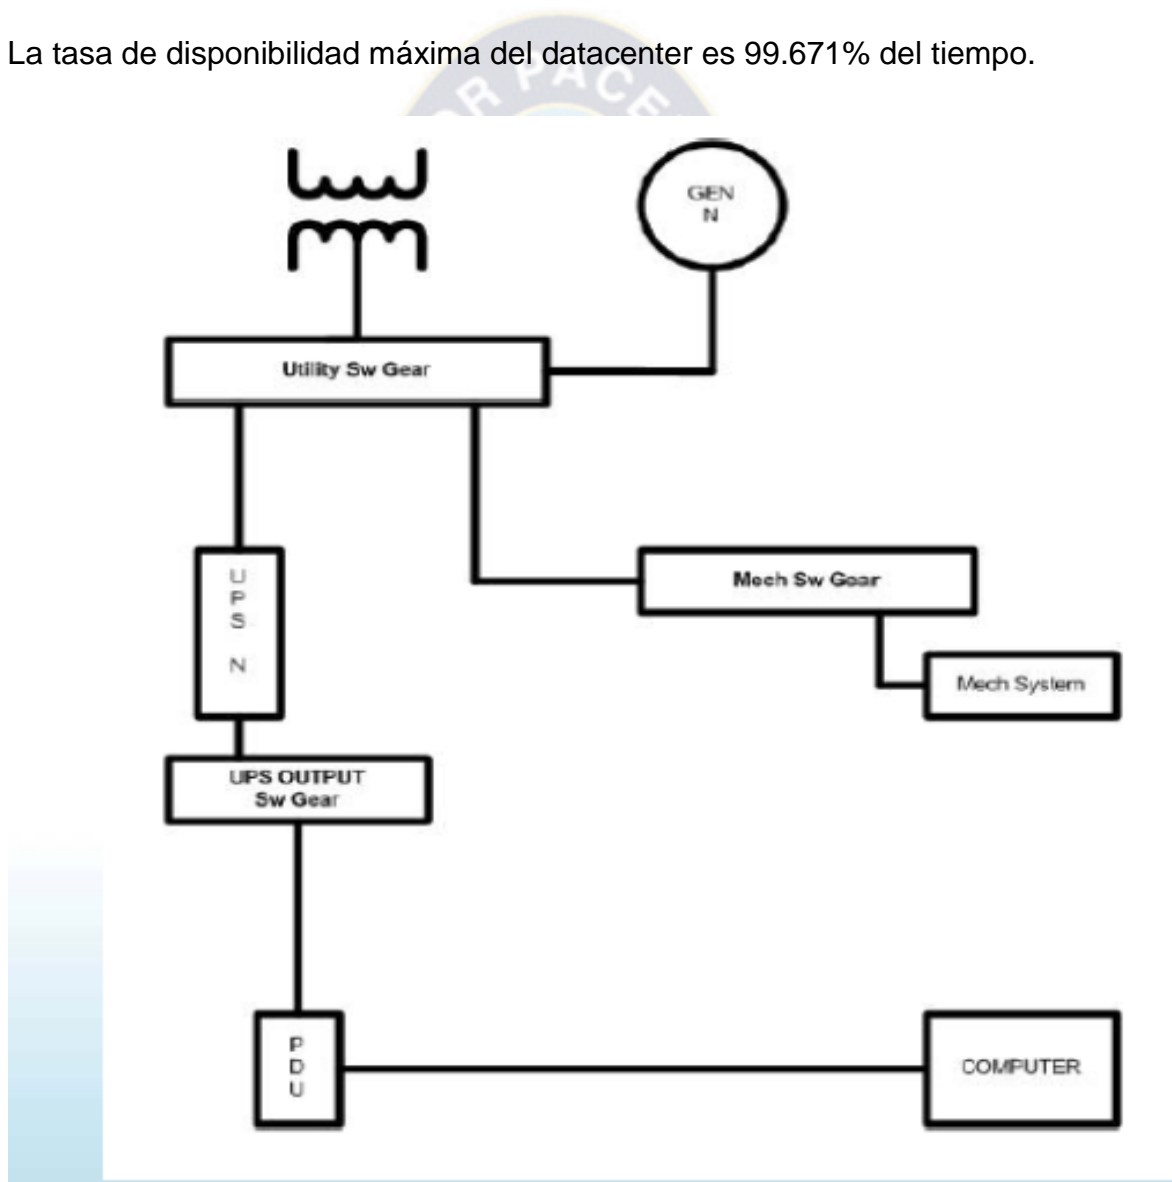 La tasa de disponibilidad máxima del datacenter es 99.671% del tiempo.
R PACE
GEN
N
Utility Sw Gear
U
P
S
N
Mech Sw Gear
Mech System
UPS OUTPUT
Sw Gear
P
D
U
COMPUTER